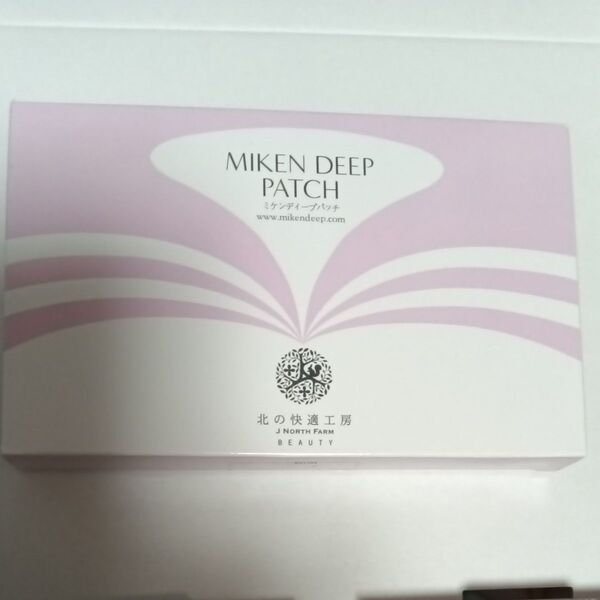 MIKEN DEEP
PATCH
ミケンディープパッチ
www.mikendeep.com
北の快適工房
J NORTH FARM
BEAUTY